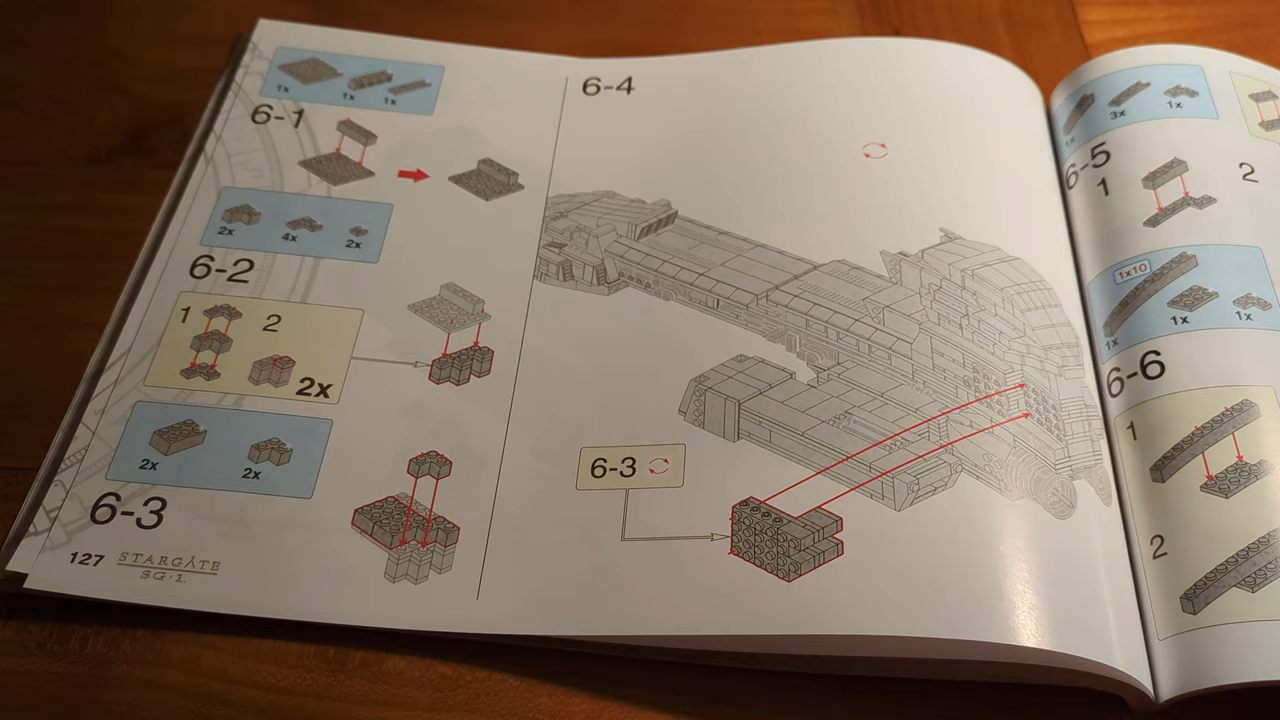 1x 1x 1x
6-1
2x 4x 2x
6-2
1 2
2x
2x 2x
6-3
127 STARGATE
SG·1
6-4
6-3
1x 3x 1x
6-5
1 2
1x10
1x 1x 1x
6-6
1
2